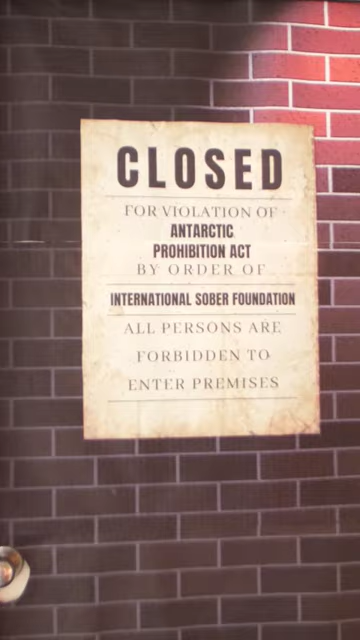 CLOSED
FOR VIOLATION OF
ANTARCTIC
PROHIBITION ACT
BY ORDER OF
INTERNATIONAL SOBER FOUNDATION
ALL PERSONS ARE
FORBIDDEN TO
ENTER PREMISES